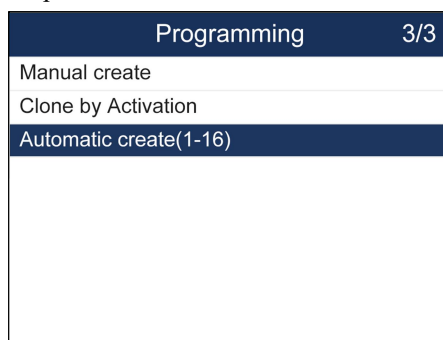 Programming 3/3
Manual create
Clone by Activation
Automatic create(1-16)